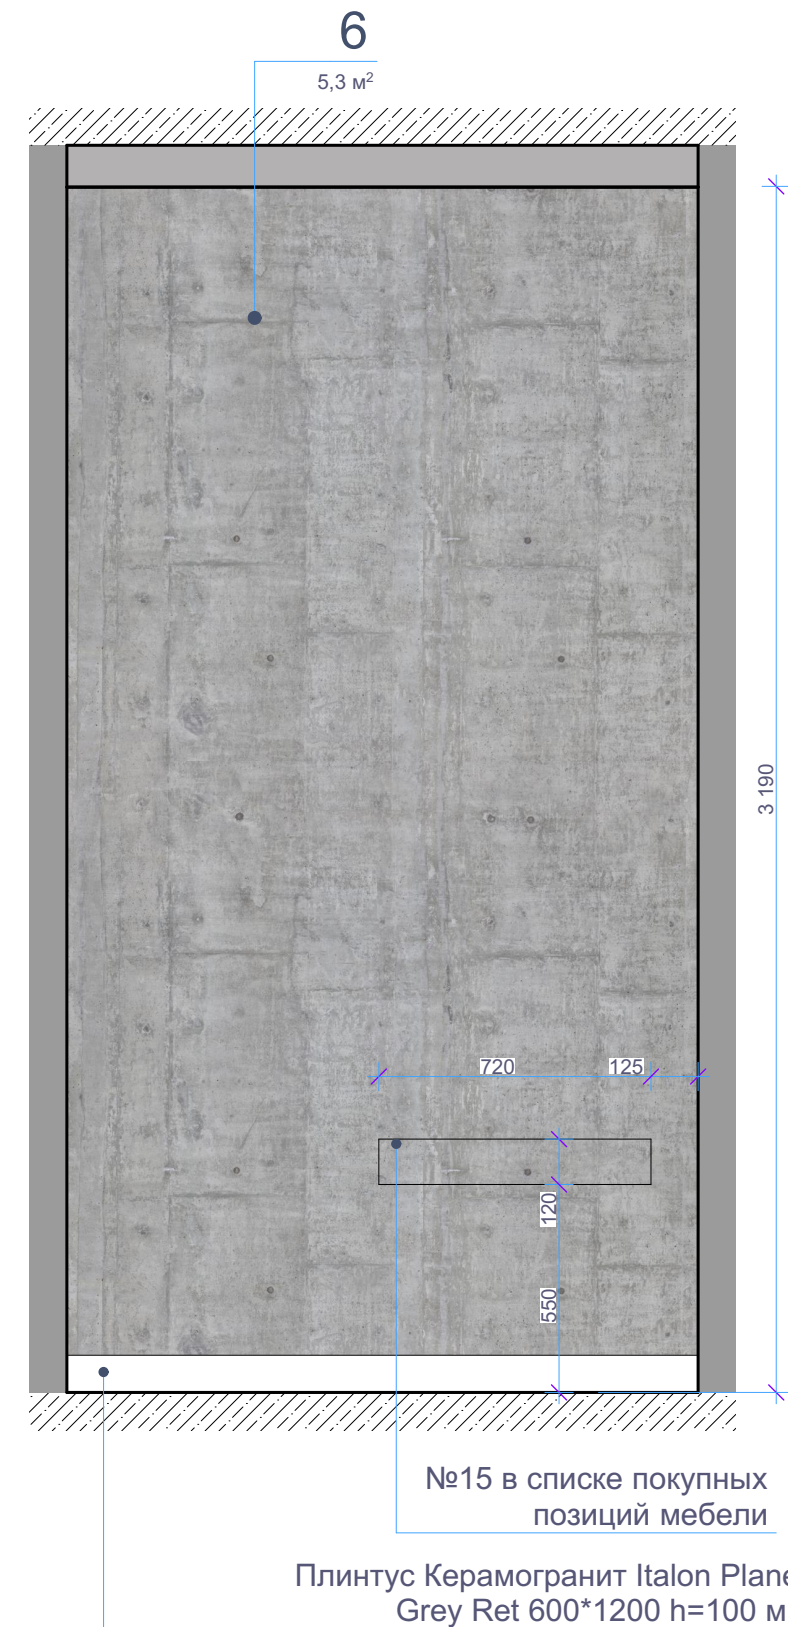 6
5,3 м²
3 190
720
125
120
550
№15 в списке покупных
позиций мебели
Плинтус Керамогранит Italon Plane
Grey Ret 600*1200 h=100 м